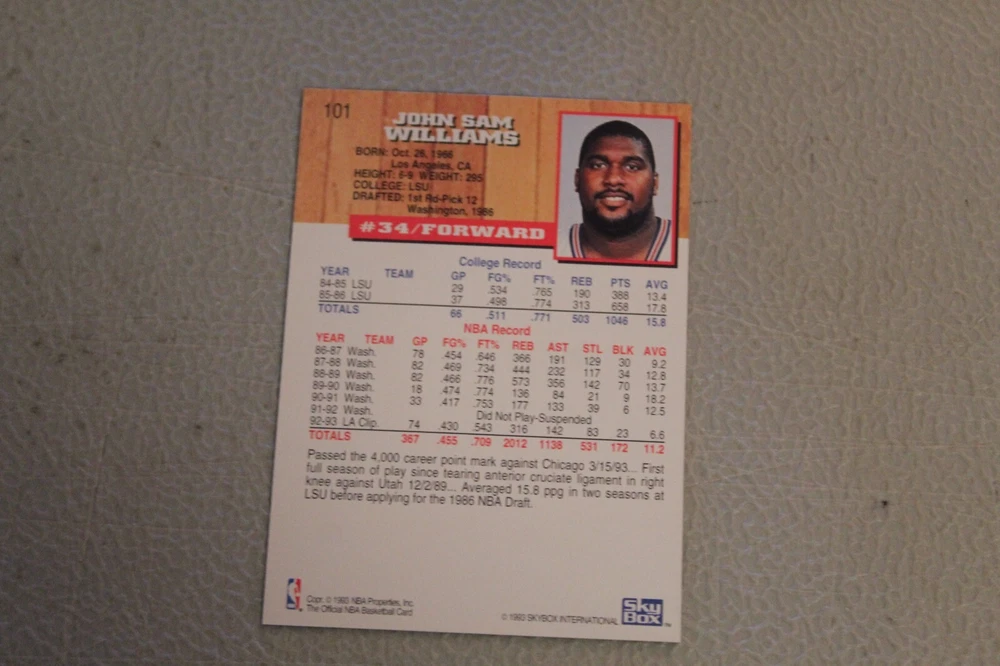 101
JOHN SAM
WILLIAMS
BORN: Oct. 26, 1966
Los Angeles, CA
HEIGHT: 6-9 WEIGHT: 295
COLLEGE: LSU
DRAFTED: 1st Rd-Pick 12
Washington, 1986
#34/FORWARD
College Record
YEAR TEAM GP FG% FT% REB PTS AVG
84-85 LSU 29 .534 .765 190 388 13.4
85-86 LSU 37 .498 .774 313 658 17.8
TOTALS 66 .511 .771 503 1046 15.8
NBA Record
YEAR TEAM GP FG% FT% REB AST STL BLK AVG
86-87 Wash. 78 .454 .646 366 191 129 30 9.2
87-88 Wash. 82 .469 .734 444 232 117 34 12.8
88-89 Wash. 82 .466 .776 573 356 142 70 13.7
89-90 Wash. 18 .474 .774 136 84 21 9 18.2
90-91 Wash. 33 .417 .753 177 133 39 6 12.5
91-92 Wash. Did Not Play-Suspended
92-93 LA Clip. 74 .430 .543 316 142 83 23 6.6
TOTALS 367 .455 .709 2012 1138 531 172 11.2
Passed the 4,000 career point mark against Chicago 3/15/93... First
full season of play since tearing anterior cruciate ligament in right
knee against Utah 12/2/89... Averaged 15.8 ppg in two seasons at
LSU before applying for the 1986 NBA Draft.
Copr. © 1993 NBA Properties, Inc.
The Official NBA Basketball Card
© 1993 SKYBOX INTERNATIONAL
SkyBox™